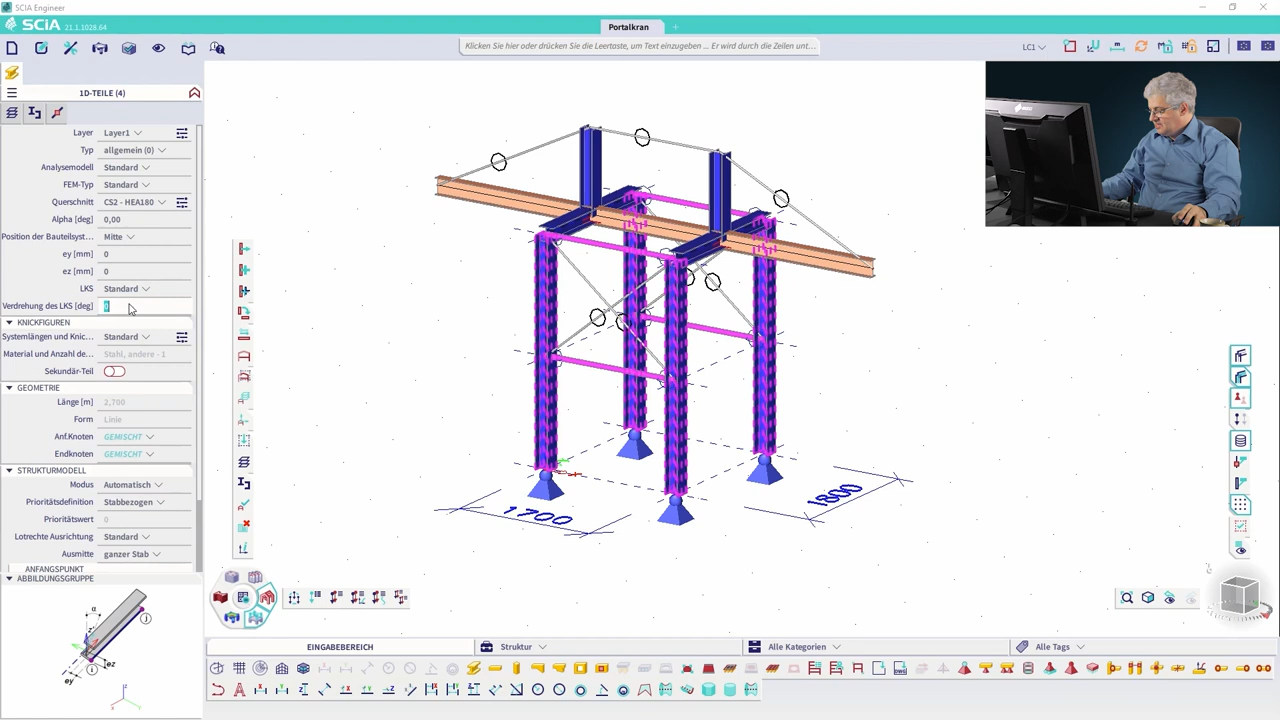 SCIA Engineer
SCIA 21.1.1028.64
Portalkran
Klicken Sie hier oder drücken Sie die Leertaste, um Text einzugeben ... Er wird durch die Zeilen unt...
LC1
1D-TEILE (4)
Layer Layer1
Typ allgemein (0)
Analysemodell Standard
FEM-Typ Standard
Querschnitt CS2 - HEA180
Alpha [deg] 0,00
Position der Bauteilsyst... Mitte
ey [mm] 0
ez [mm] 0
LKS Standard
Verdrehung des LKS [deg]
KNICKFIGUREN
Systemlängen und Knic... Standard
Material und Anzahl de... Stahl, andere - 1
Sekundär-Teil
GEOMETRIE
Länge [m] 2,700
Form Linie
Anf.Knoten GEMISCHT
Endknoten GEMISCHT
STRUKTURMODELL
Modus Automatisch
Prioritätsdefinition Stabbezogen
Prioritätswert 0
Lotrechte Ausrichtung Standard
Ausmitte ganzer Stab
ANFANGSPUNKT
ABBILDUNGSGRUPPE
α
j
i
ez
ey
z
1700
1800
EINGABEBEREICH
Struktur
Alle Kategorien
Alle Tags